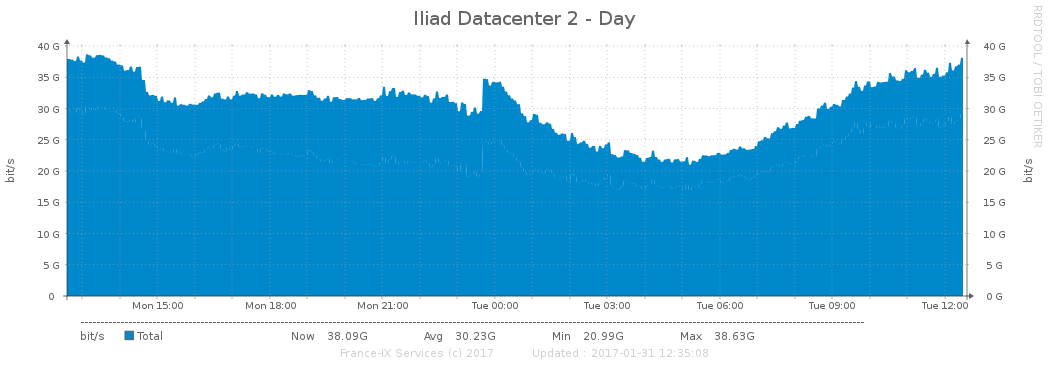 Iliad Datacenter 2 - Day
RRDTOOL / TOBI OETIKER
40 G 40 G
35 G 35 G
30 G 30 G
25 G 25 G
20 G 20 G
15 G 15 G
10 G 10 G
5 G 5 G
0 0 G
bit/s bit/s
Mon 15:00 Mon 18:00 Mon 21:00 Tue 00:00 Tue 03:00 Tue 06:00 Tue 09:00 Tue 12:00
bit/s Total Now 38.09G Avg 30.23G Min 20.99G Max 38.63G
France-IX Services (c) 2017 Updated : 2017-01-31 12:35:08